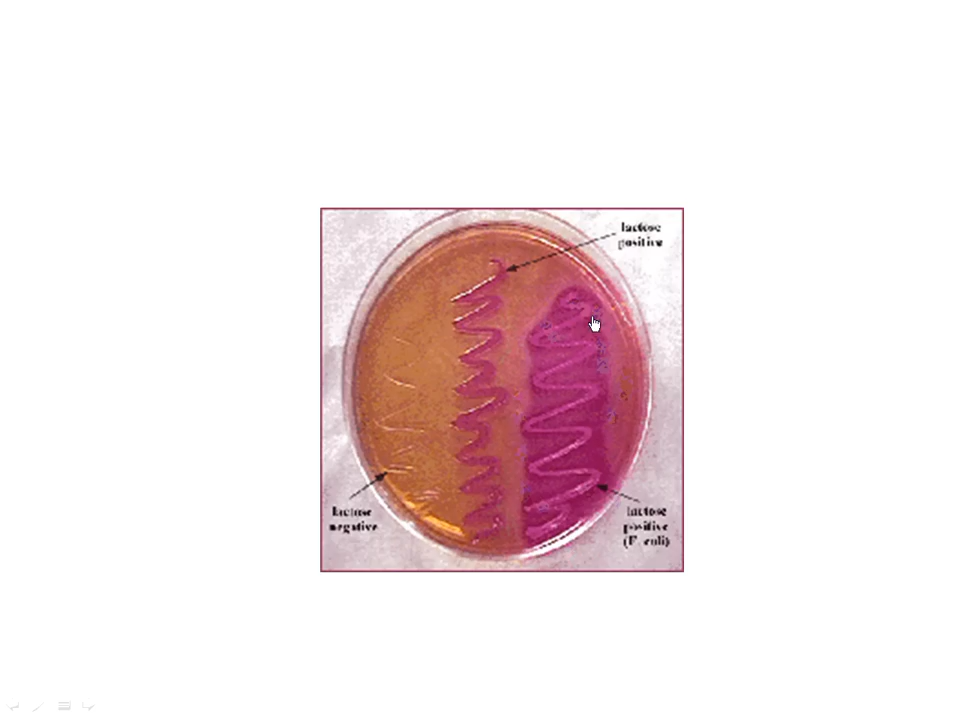 lactose
positive
lactose
negative
lactose
positive
(E. coli)